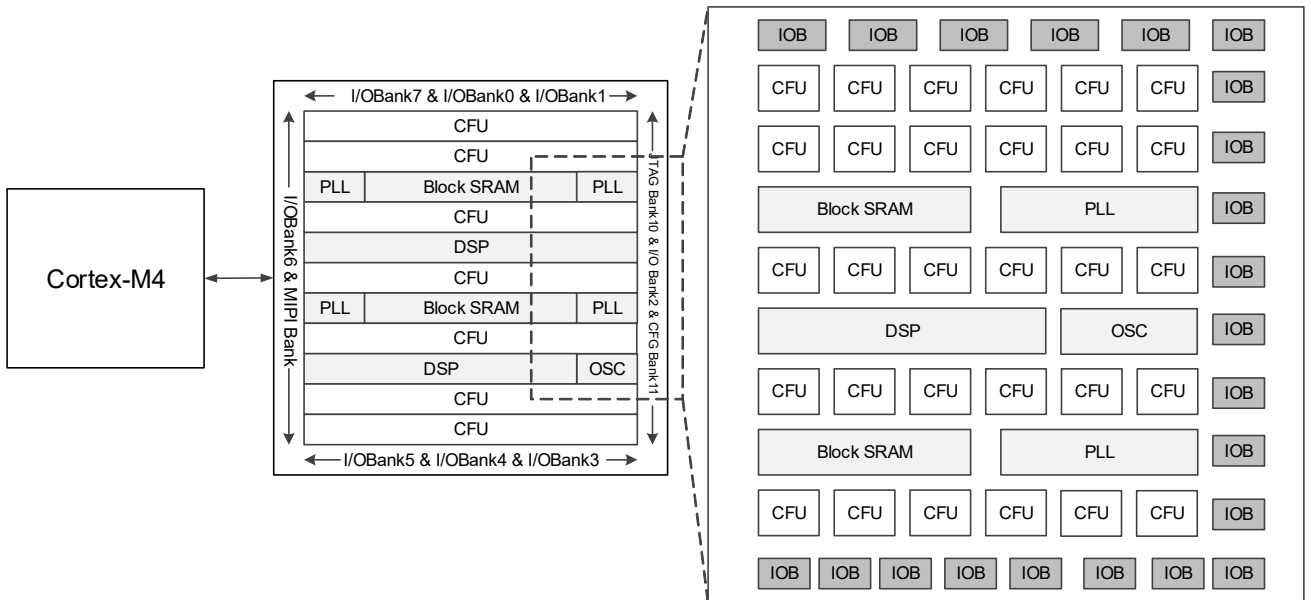 Cortex-M4
I/OBank7 & I/OBank0 & I/OBank1
I/OBank6 & MIPI Bank
CFU
CFU
PLL Block SRAM PLL
CFU
DSP
CFU
PLL Block SRAM PLL
CFU
DSP OSC
CFU
CFU
JTAG Bank10 & I/O Bank2 & CFG Bank11
I/OBank5 & I/OBank4 & I/OBank3
IOB IOB IOB IOB IOB IOB
CFU CFU CFU CFU CFU CFU IOB
CFU CFU CFU CFU CFU CFU IOB
Block SRAM PLL IOB
CFU CFU CFU CFU CFU CFU IOB
DSP OSC IOB
CFU CFU CFU CFU CFU CFU IOB
Block SRAM PLL IOB
CFU CFU CFU CFU CFU CFU IOB
IOB IOB IOB IOB IOB IOB IOB IOB